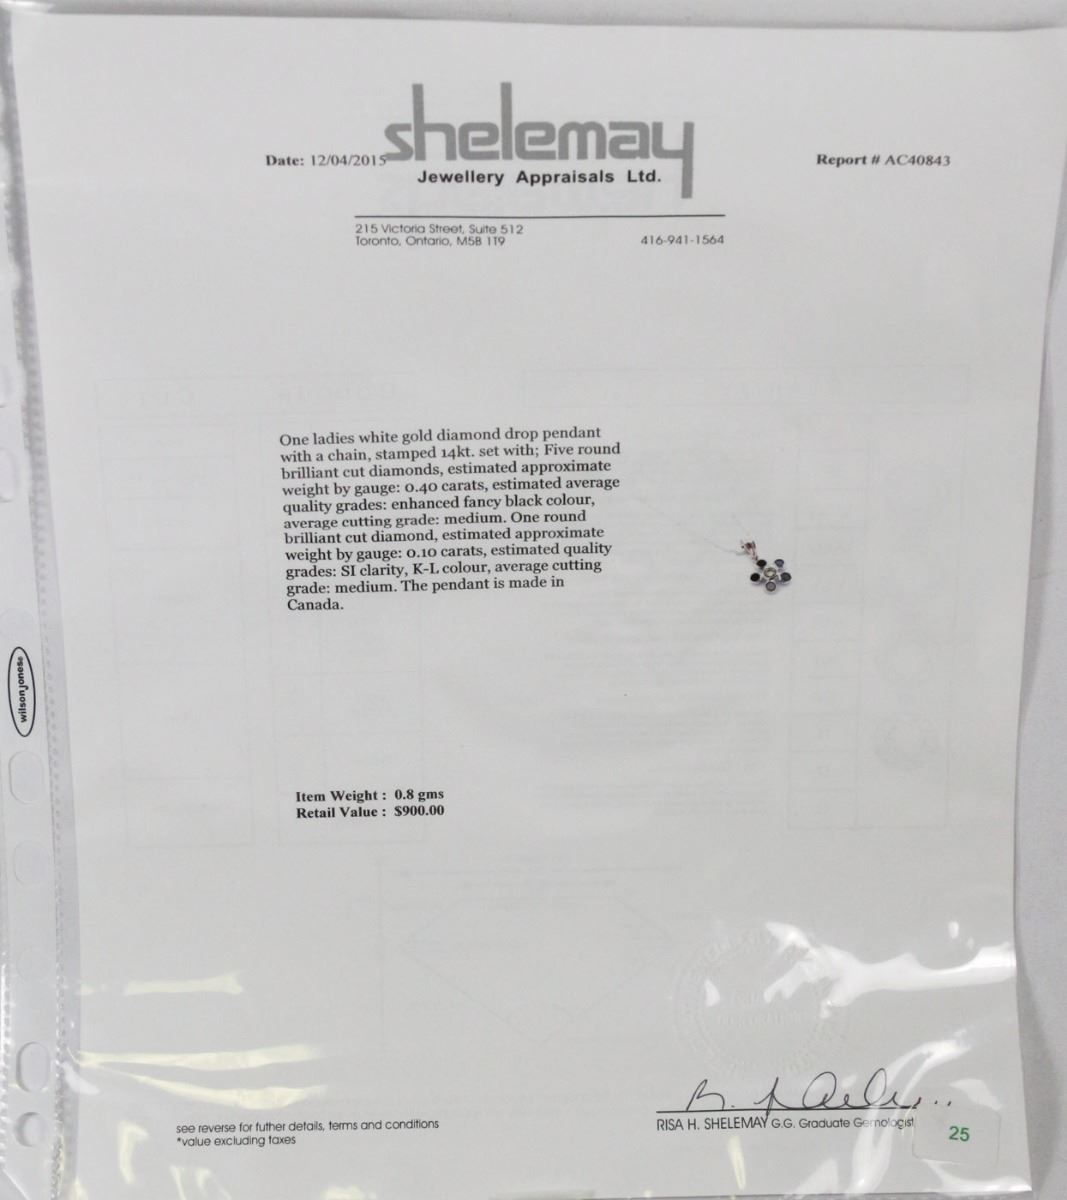 shelemay
Date: 12/04/2015
Report # AC40843
Jewellery Appraisals Ltd.
215 Victoria Street, Suite 512
Toronto, Ontario, M5B 1T9
416-941-1564
One ladies white gold diamond drop pendant
with a chain, stamped 14kt. set with; Five round
brilliant cut diamonds, estimated approximate
weight by gauge: 0.40 carats, estimated average
quality grades: enhanced fancy black colour,
average cutting grade: medium. One round
brilliant cut diamond, estimated approximate
weight by gauge: 0.10 carats, estimated quality
grades: SI clarity, K-L colour, average cutting
grade: medium. The pendant is made in
Canada.
wilsonjones
Item Weight : 0.8 gms
Retail Value : $900.00
see reverse for futher details, terms and conditions
*value excluding taxes
RISA H. SHELEMAY G.G. Graduate Gemologist
25